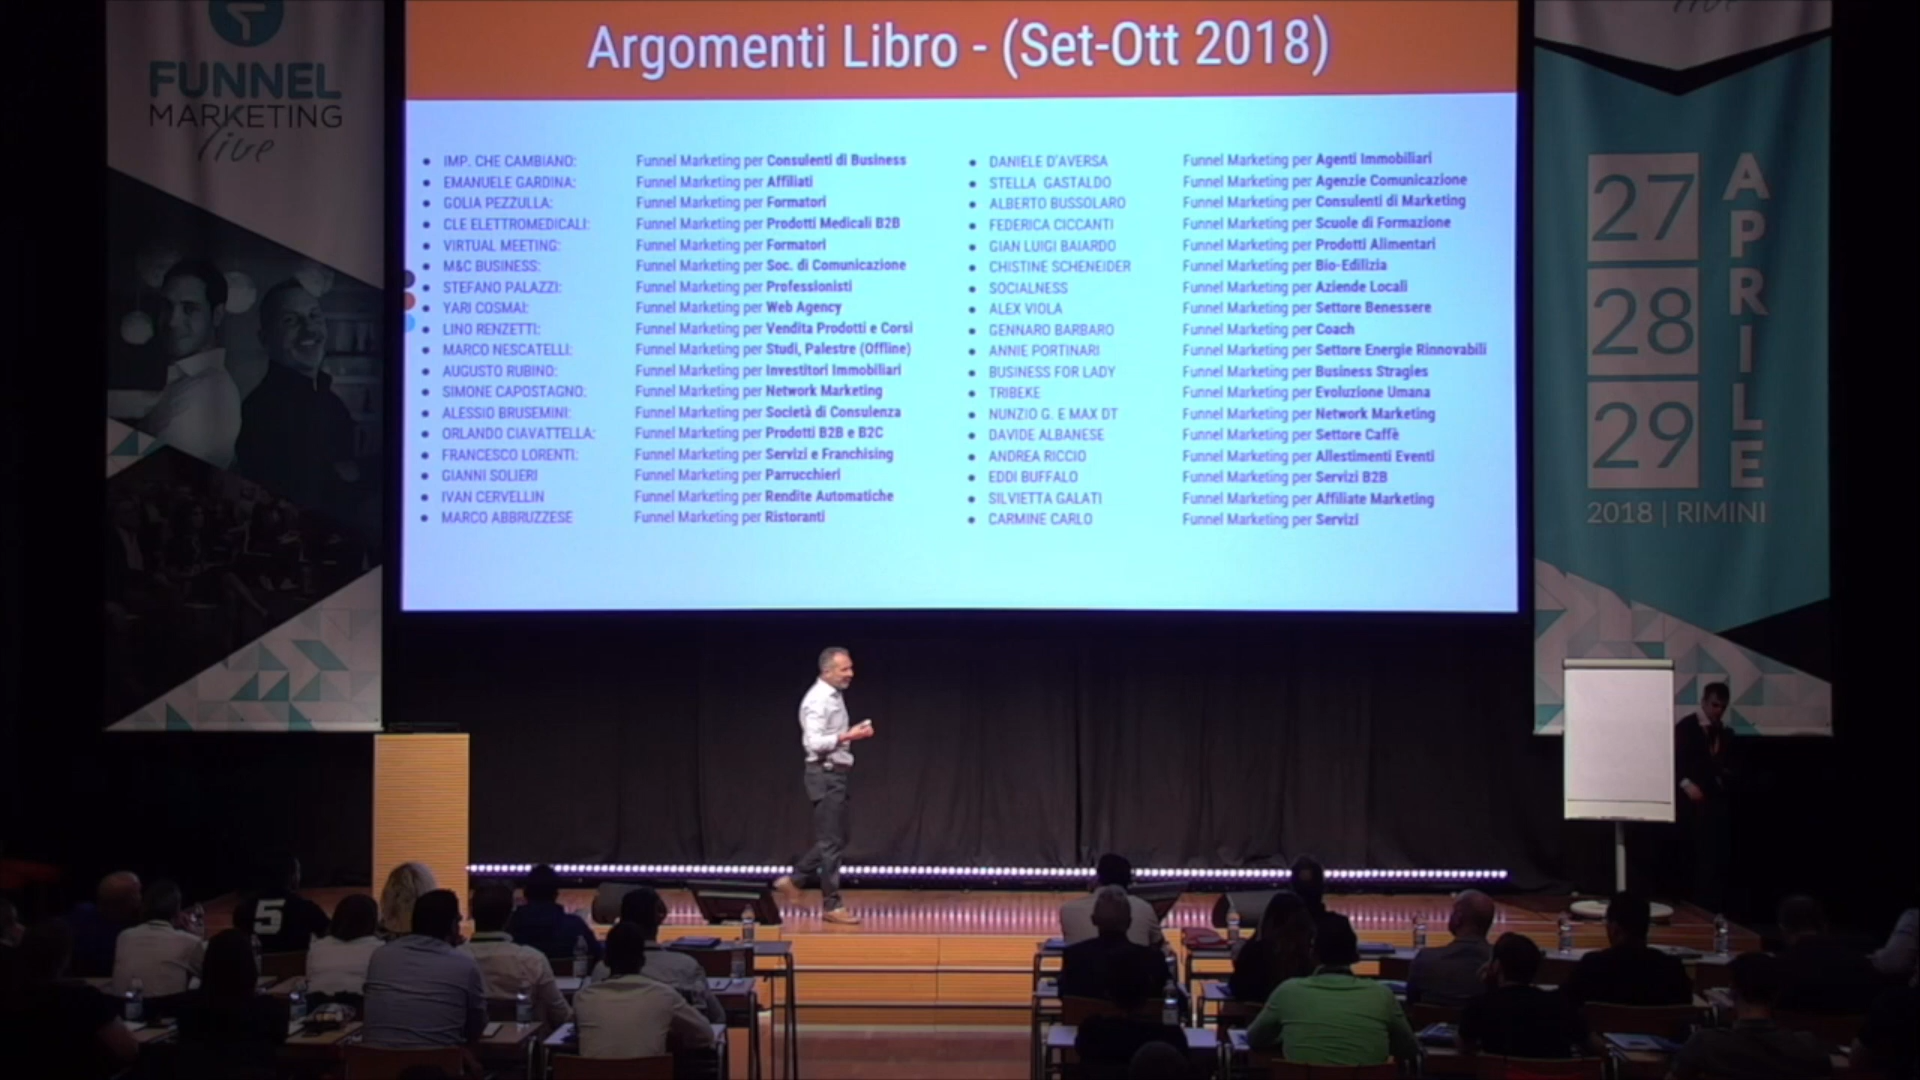 FUNNEL
MARKETING
live
Argomenti Libro - (Set-Ott 2018)
IMP. CHE CAMBIANO: Funnel Marketing per Consulenti di Business
EMANUELE GARDINA: Funnel Marketing per Affiliati
GOLIA PEZZULLA: Funnel Marketing per Formatori
CLE ELETTROMEDICALI: Funnel Marketing per Prodotti Medicali B2B
VIRTUAL MEETING: Funnel Marketing per Formatori
M&C BUSINESS: Funnel Marketing per Soc. di Comunicazione
STEFANO PALAZZI: Funnel Marketing per Professionisti
YARI COSMAI: Funnel Marketing per Web Agency
LINO RENZETTI: Funnel Marketing per Vendita Prodotti e Corsi
MARCO NESCATELLI: Funnel Marketing per Studi, Palestre (Offline)
AUGUSTO RUBINO: Funnel Marketing per Investitori Immobiliari
SIMONE CAPOSTAGNO: Funnel Marketing per Network Marketing
ALESSIO BRUSEMINI: Funnel Marketing per Società di Consulenza
ORLANDO CIAVATTELLA: Funnel Marketing per Prodotti B2B e B2C
FRANCESCO LORENTI: Funnel Marketing per Servizi e Franchising
GIANNI SOLIERI Funnel Marketing per Parrucchieri
IVAN CERVELLIN Funnel Marketing per Rendite Automatiche
MARCO ABBRUZZESE Funnel Marketing per Ristoranti
DANIELE D'AVERSA Funnel Marketing per Agenti Immobiliari
STELLA GASTALDO Funnel Marketing per Agenzie Comunicazione
ALBERTO BUSSOLARO Funnel Marketing per Consulenti di Marketing
FEDERICA CICCANTI Funnel Marketing per Scuole di Formazione
GIAN LUIGI BAIARDO Funnel Marketing per Prodotti Alimentari
CHISTINE SCHENEIDER Funnel Marketing per Bio-Edilizia
SOCIALNESS Funnel Marketing per Aziende Locali
ALEX VIOLA Funnel Marketing per Settore Benessere
GENNARO BARBARO Funnel Marketing per Coach
ANNIE PORTINARI Funnel Marketing per Settore Energie Rinnovabili
BUSINESS FOR LADY Funnel Marketing per Business Stragies
TRIBEKE Funnel Marketing per Evoluzione Umana
NUNZIO G. E MAX DT Funnel Marketing per Network Marketing
DAVIDE ALBANESE Funnel Marketing per Settore Caffè
ANDREA RICCIO Funnel Marketing per Allestimenti Eventi
EDDI BUFFALO Funnel Marketing per Servizi B2B
SILVIETTA GALATI Funnel Marketing per Affiliate Marketing
CARMINE CARLO Funnel Marketing per Servizi
live
27
28
29
APRILE
2018 | RIMINI
5